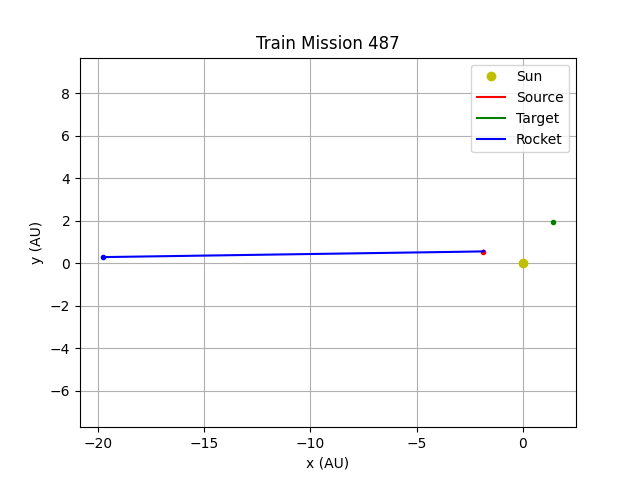 Train Mission 487
Sun
Source
Target
Rocket
8
6
4
2
0
−2
−4
−6
y (AU)
−20
−15
−10
−5
0
x (AU)